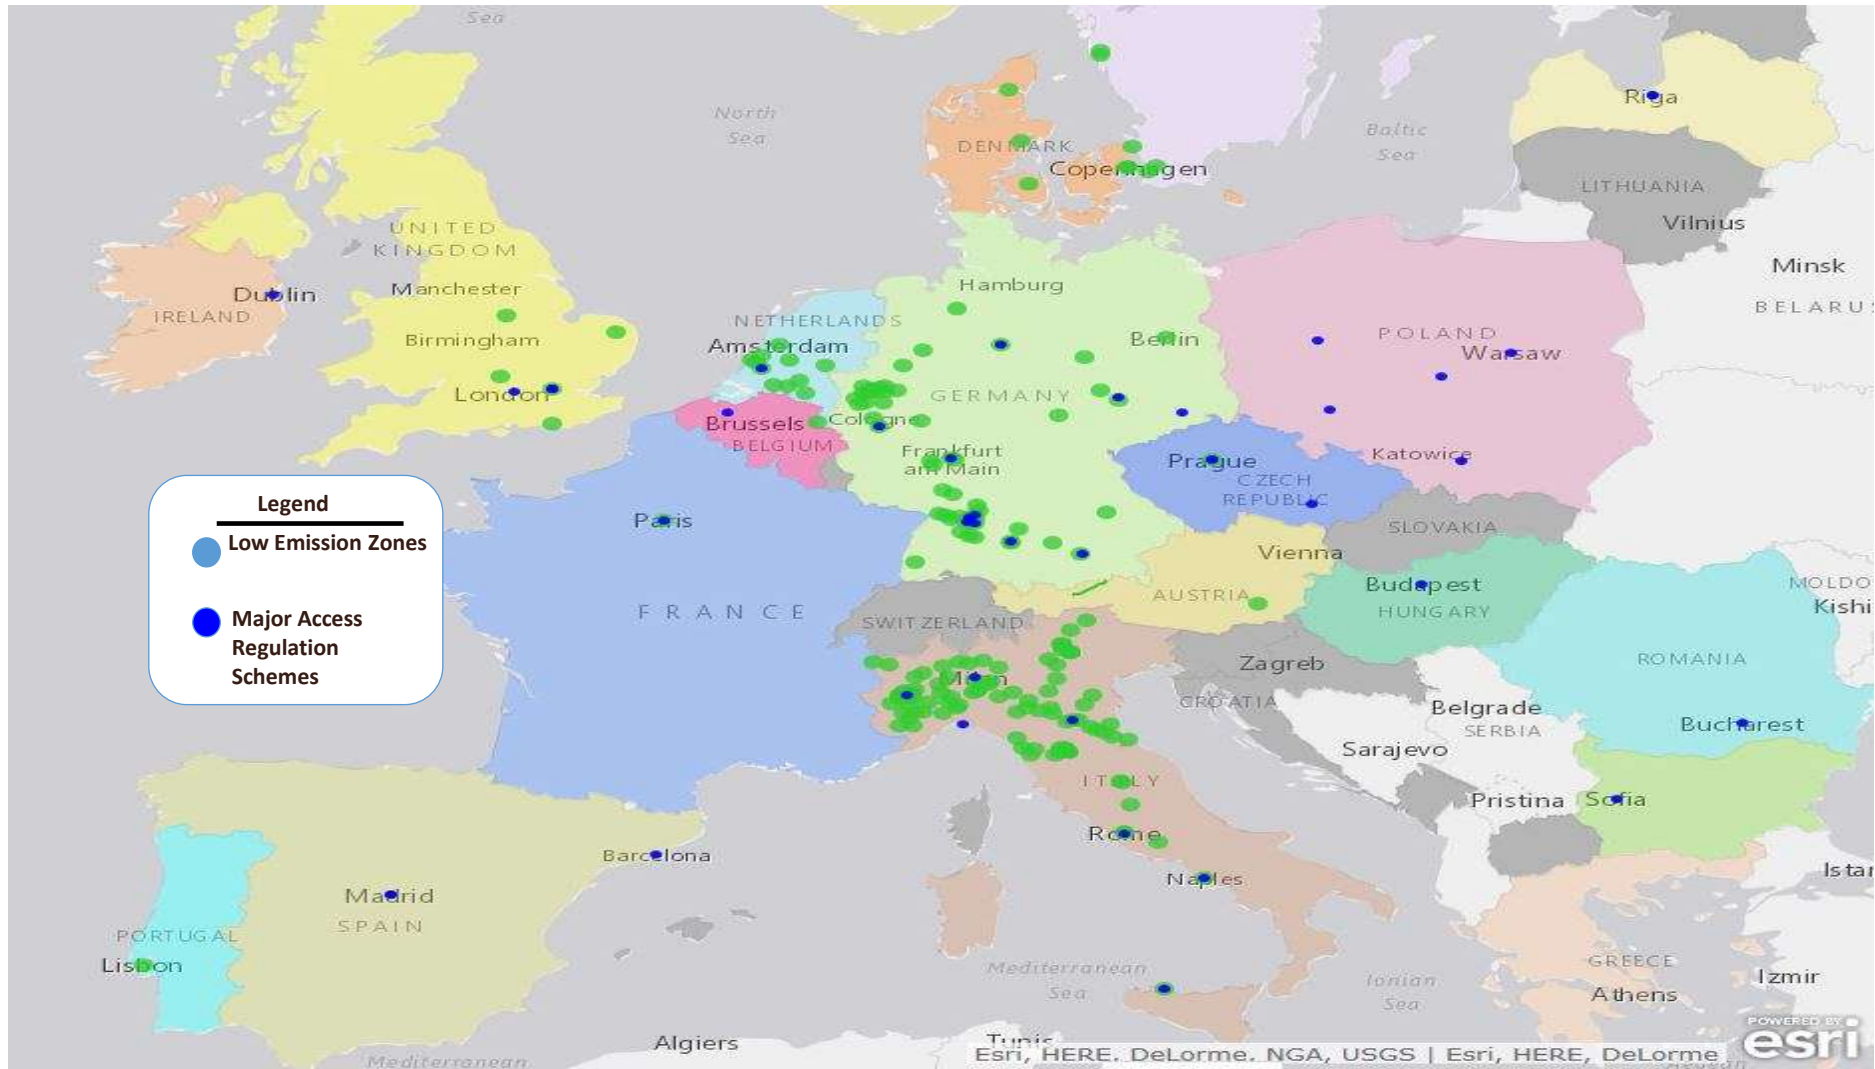 Sea
North
Sea
Baltic
Sea
Riga
DENMARK
Copenhagen
LITHUANIA
Vilnius
UNITED
KINGDOM
Minsk
BELARU
Dublin
IRELAND
Manchester
Hamburg
NETHERLANDS
Birmingham
Amsterdam
Berlin
POLAND
Warsaw
London
GERMANY
Brussels
BELGIUM
Cologne
Frankfurt
am Main
Prague
CZECH
REPUBLIC
Katowice
Legend
Low Emission Zones
Major Access
Regulation
Schemes
Paris
SLOVAKIA
Vienna
Budapest
HUNGARY
MOLDO
Kishi
FRANCE
AUSTRIA
SWITZERLAND
Zagreb
ROMANIA
Milan
CROATIA
Belgrade
SERBIA
Bucharest
Sarajevo
ITALY
Pristina
Sofia
Rome
Barcelona
Naples
Istar
Madrid
SPAIN
PORTUGAL
Lisbon
Mediterranean
Sea
Ionian
Sea
GREECE
Athens
Izmir
Algiers
Tunis
Mediterranean
Esri, HERE, DeLorme, NGA, USGS | Esri, HERE, DeLorme
POWERED BY
esri